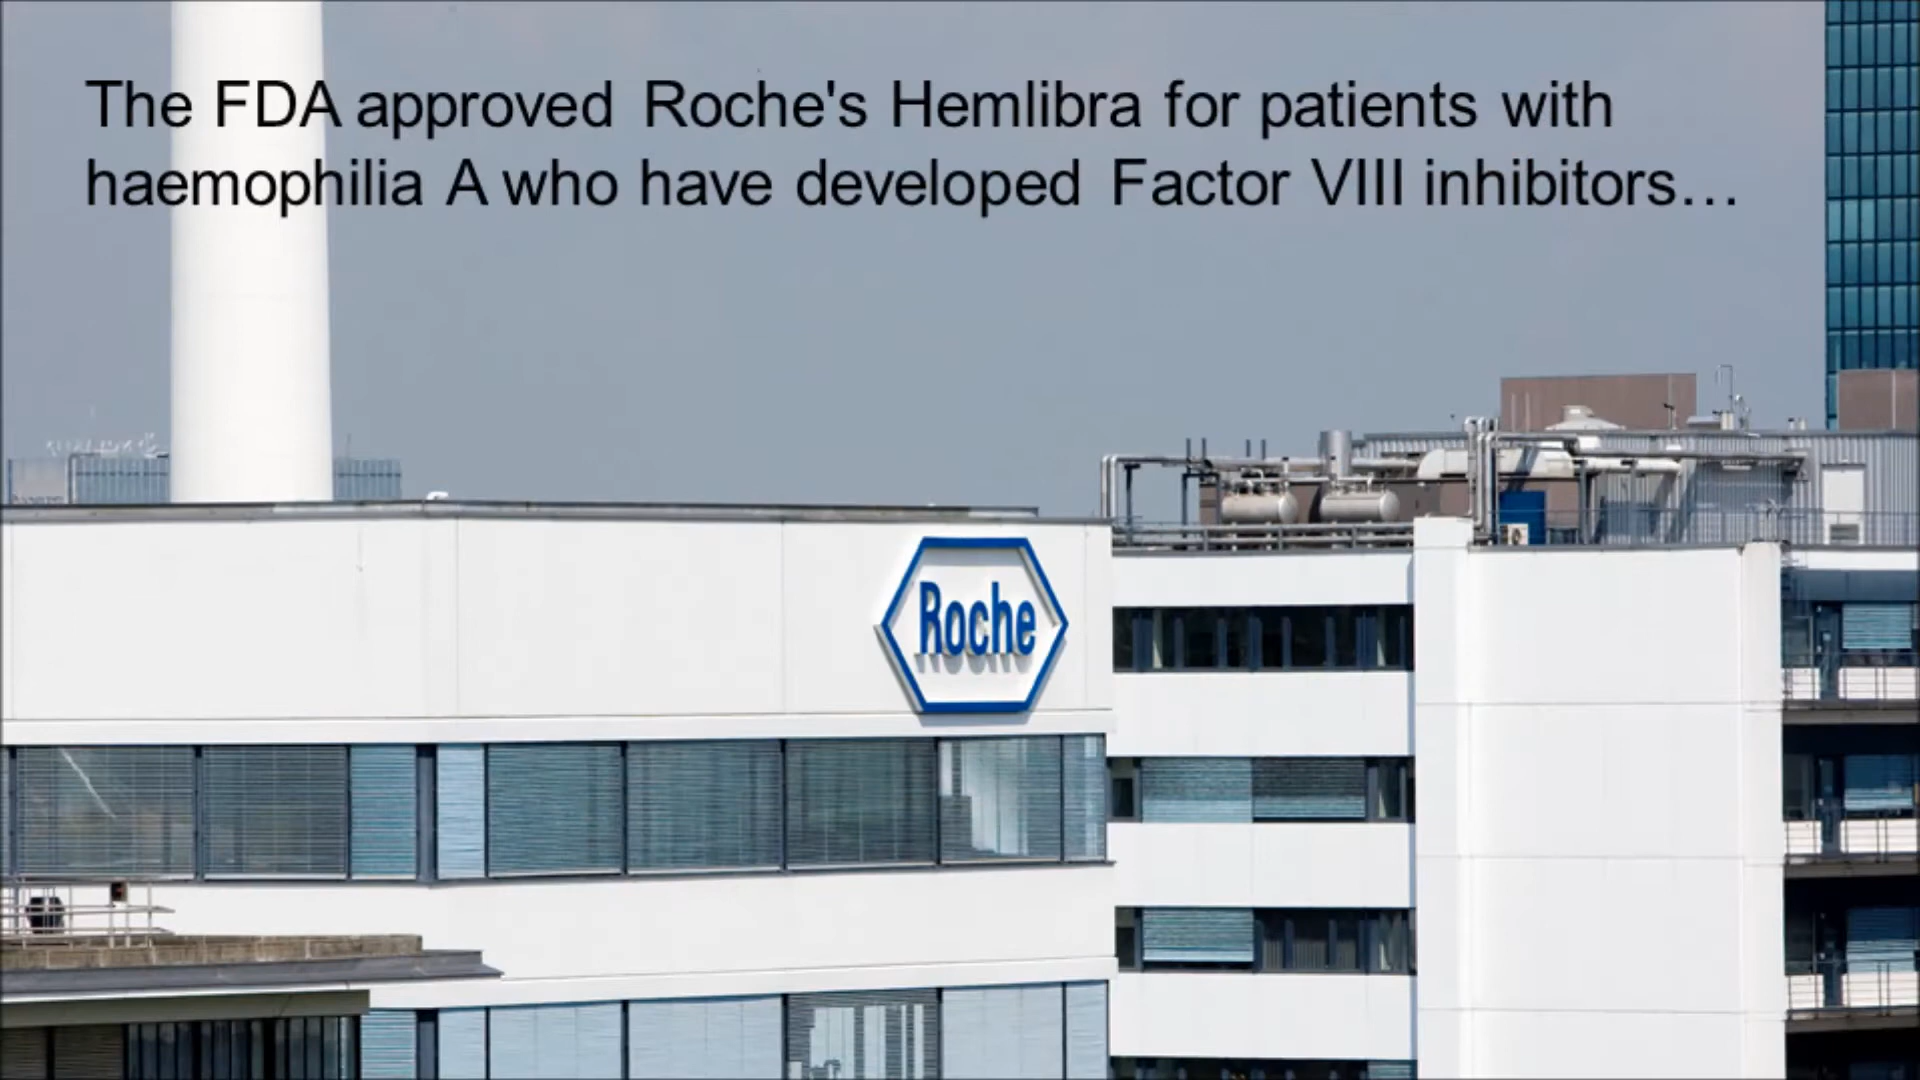 The FDA approved Roche's Hemlibra for patients with
haemophilia A who have developed Factor VIII inhibitors…
Roche